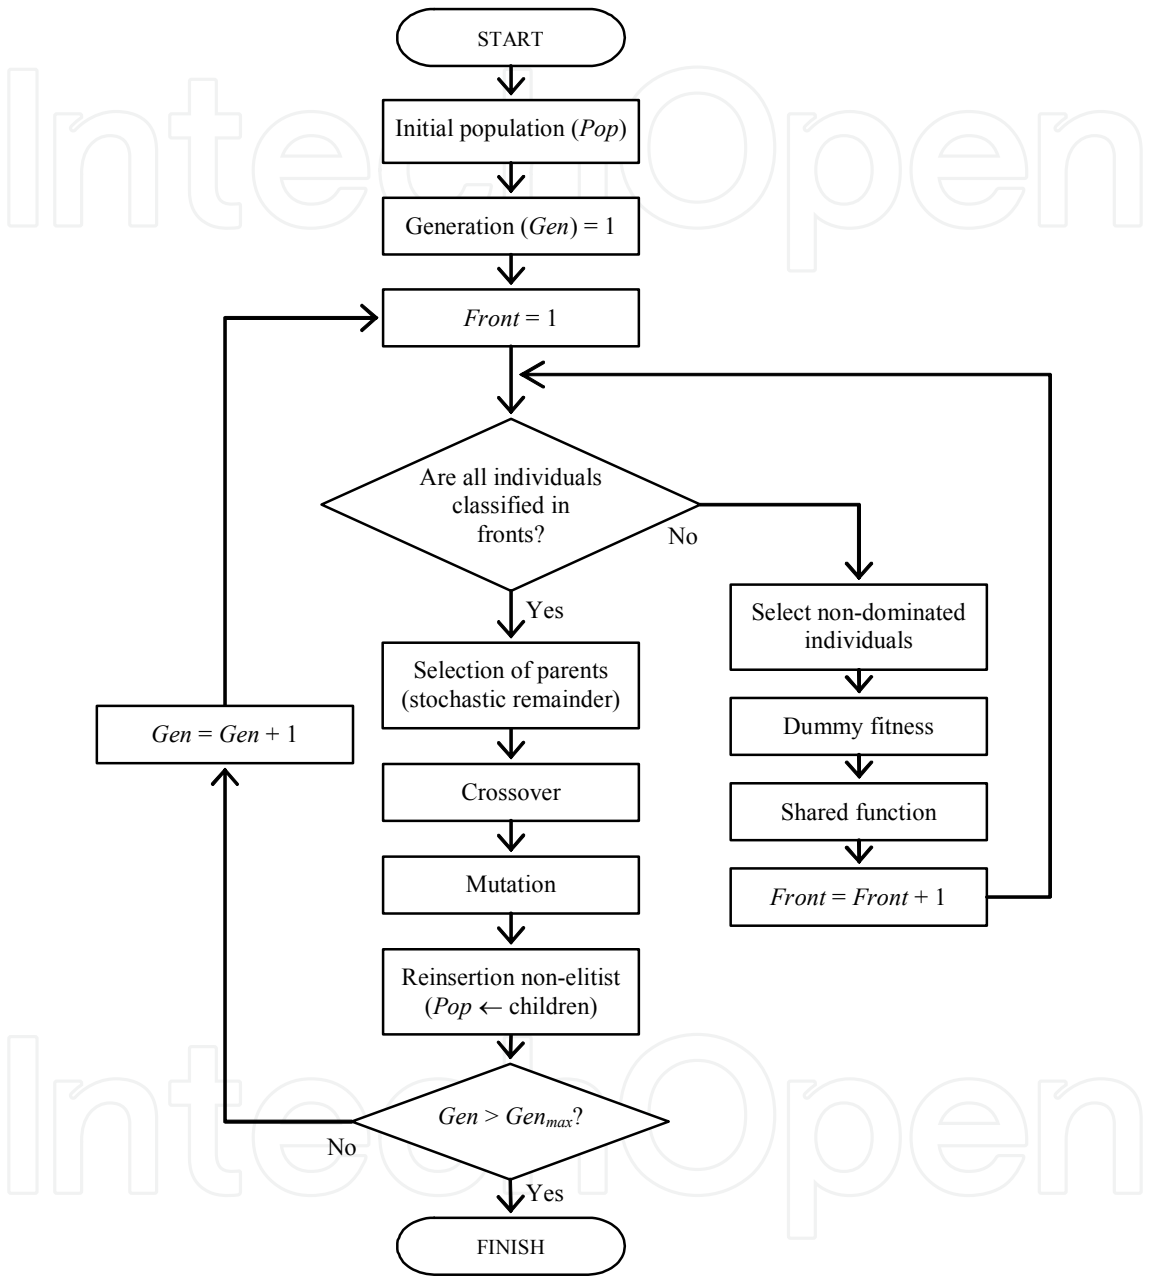 START
Initial population (Pop)
Generation (Gen) = 1
Front = 1
Are all individuals
classified in
fronts?
No
Yes
Select non-dominated
individuals
Dummy fitness
Shared function
Front = Front + 1
Selection of parents
(stochastic remainder)
Crossover
Mutation
Reinsertion non-elitist
(Pop ← children)
Gen > Genmax?
No
Gen = Gen + 1
Yes
FINISH
IntechOpen
IntechOpen